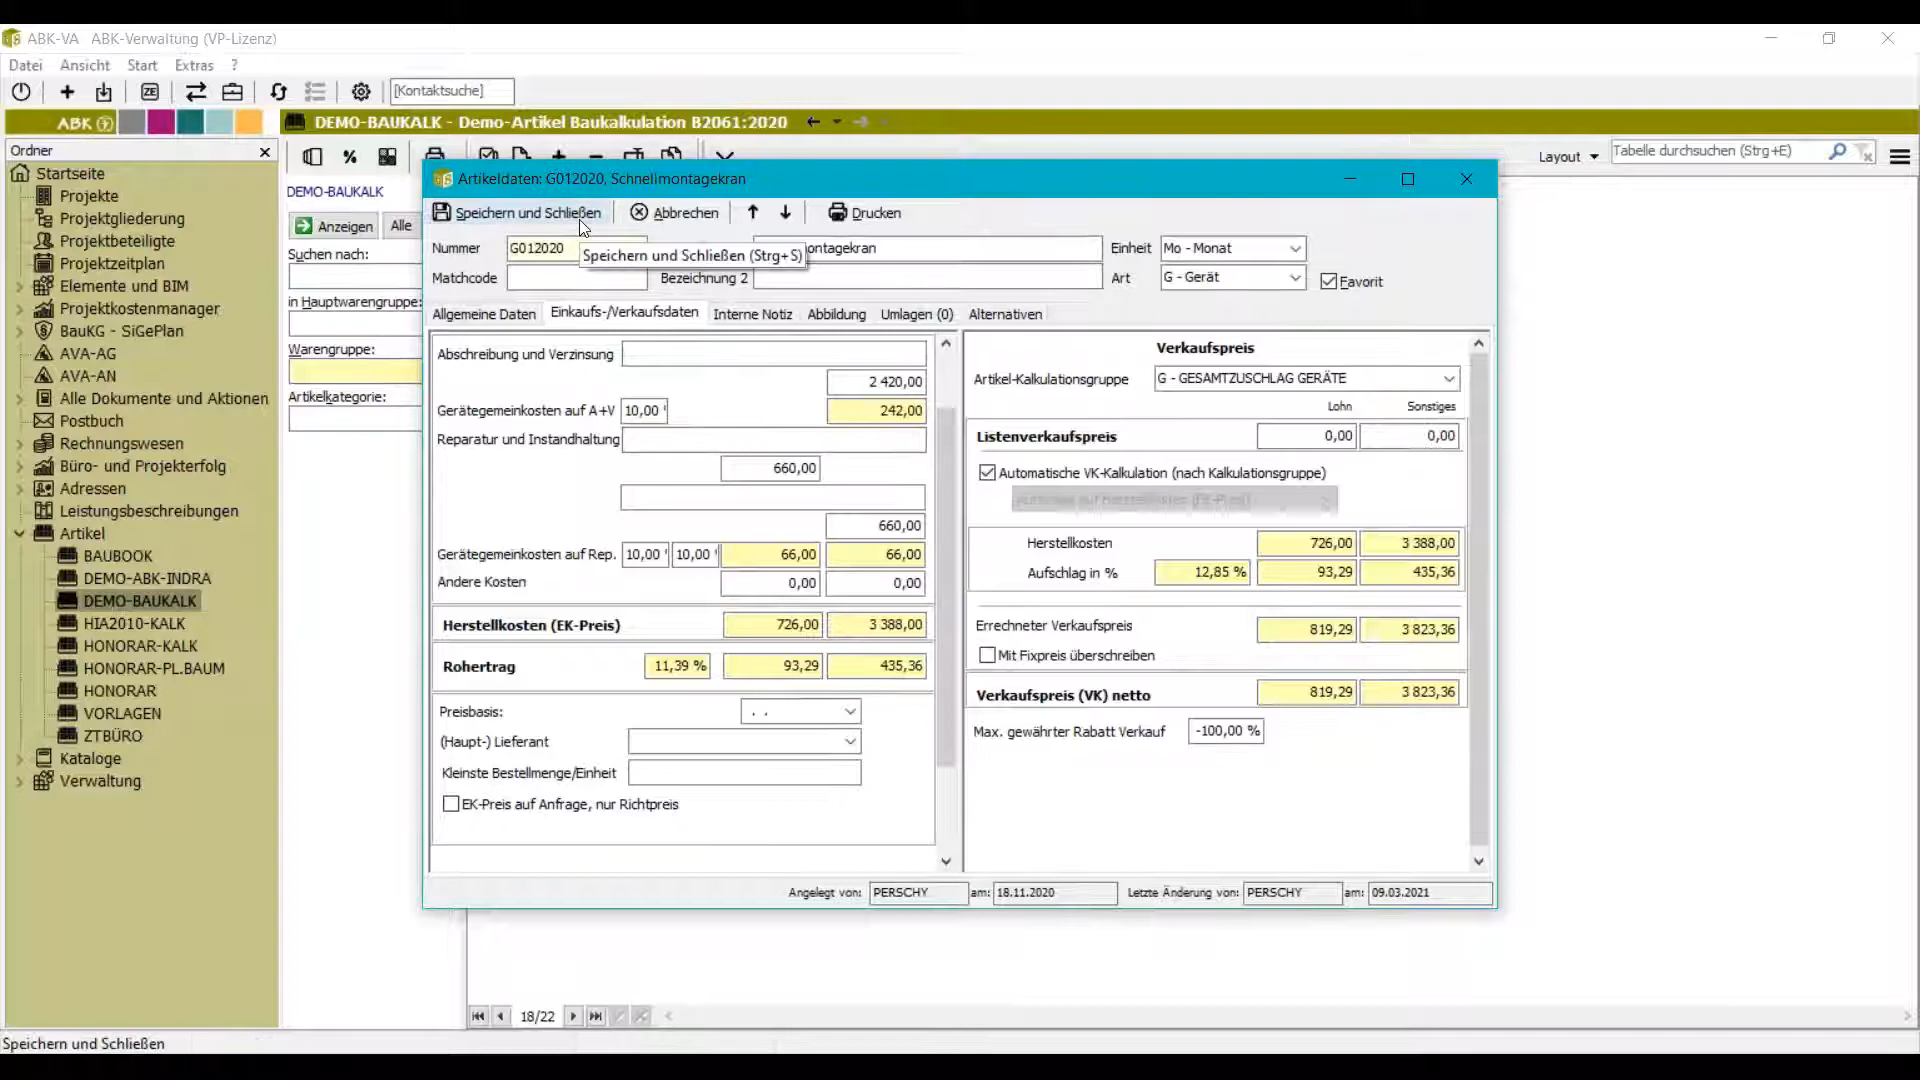 ABK-VA ABK-Verwaltung (VP-Lizenz)
Datei Ansicht Start Extras ?
ZE [Kontaktsuche]
ABK DEMO-BAUKALK - Demo-Artikel Baukalkulation B2061:2020
Ordner
Startseite
Projekte
Projektgliederung
Projektbeteiligte
Projektzeitplan
Elemente und BIM
Projektkostenmanager
BauKG - SiGePlan
AVA-AG
AVA-AN
Alle Dokumente und Aktionen
Postbuch
Rechnungswesen
Büro- und Projekterfolg
Adressen
Leistungsbeschreibungen
Artikel
BAUBOOK
DEMO-ABK-INDRA
DEMO-BAUKALK
HIA2010-KALK
HONORAR-KALK
HONORAR-PL.BAUM
HONORAR
VORLAGEN
ZTBÜRO
Kataloge
Verwaltung
%
Layout Tabelle durchsuchen (Strg+E)
DEMO-BAUKALK
Anzeigen Alle
Suchen nach:
in Hauptwarengruppe:
Warengruppe:
Artikelkategorie:
Artikeldaten: G012020, Schnellmontagekran
Speichern und Schließen Abbrechen Drucken
Nummer G012020 ontagekran Einheit Mo - Monat
Speichern und Schließen (Strg+S)
Matchcode Bezeichnung 2 Art G - Gerät Favorit
Allgemeine Daten Einkaufs-/Verkaufsdaten Interne Notiz Abbildung Umlagen (0) Alternativen
Abschreibung und Verzinsung
2 420,00
Gerätegemeinkosten auf A+V 10,00 242,00
Reparatur und Instandhaltung
660,00
660,00
Gerätegemeinkosten auf Rep. 10,00 10,00 66,00 66,00
Andere Kosten 0,00 0,00
Herstellkosten (EK-Preis) 726,00 3 388,00
Rohertrag 11,39 % 93,29 435,36
Preisbasis: . .
(Haupt-) Lieferant
Kleinste Bestellmenge/Einheit
EK-Preis auf Anfrage, nur Richtpreis
Verkaufspreis
Artikel-Kalkulationsgruppe G - GESAMTZUSCHLAG GERÄTE
Lohn Sonstiges
Listenverkaufspreis 0,00 0,00
Automatische VK-Kalkulation (nach Kalkulationsgruppe)
Herstellkosten 726,00 3 388,00
Aufschlag in % 12,85 % 93,29 435,36
Errechneter Verkaufspreis 819,29 3 823,36
Mit Fixpreis überschreiben
Verkaufspreis (VK) netto 819,29 3 823,36
Max. gewährter Rabatt Verkauf -100,00 %
Angelegt von: PERSCHY am: 18.11.2020 Letzte Änderung von: PERSCHY am: 09.03.2021
18/22
Speichern und Schließen